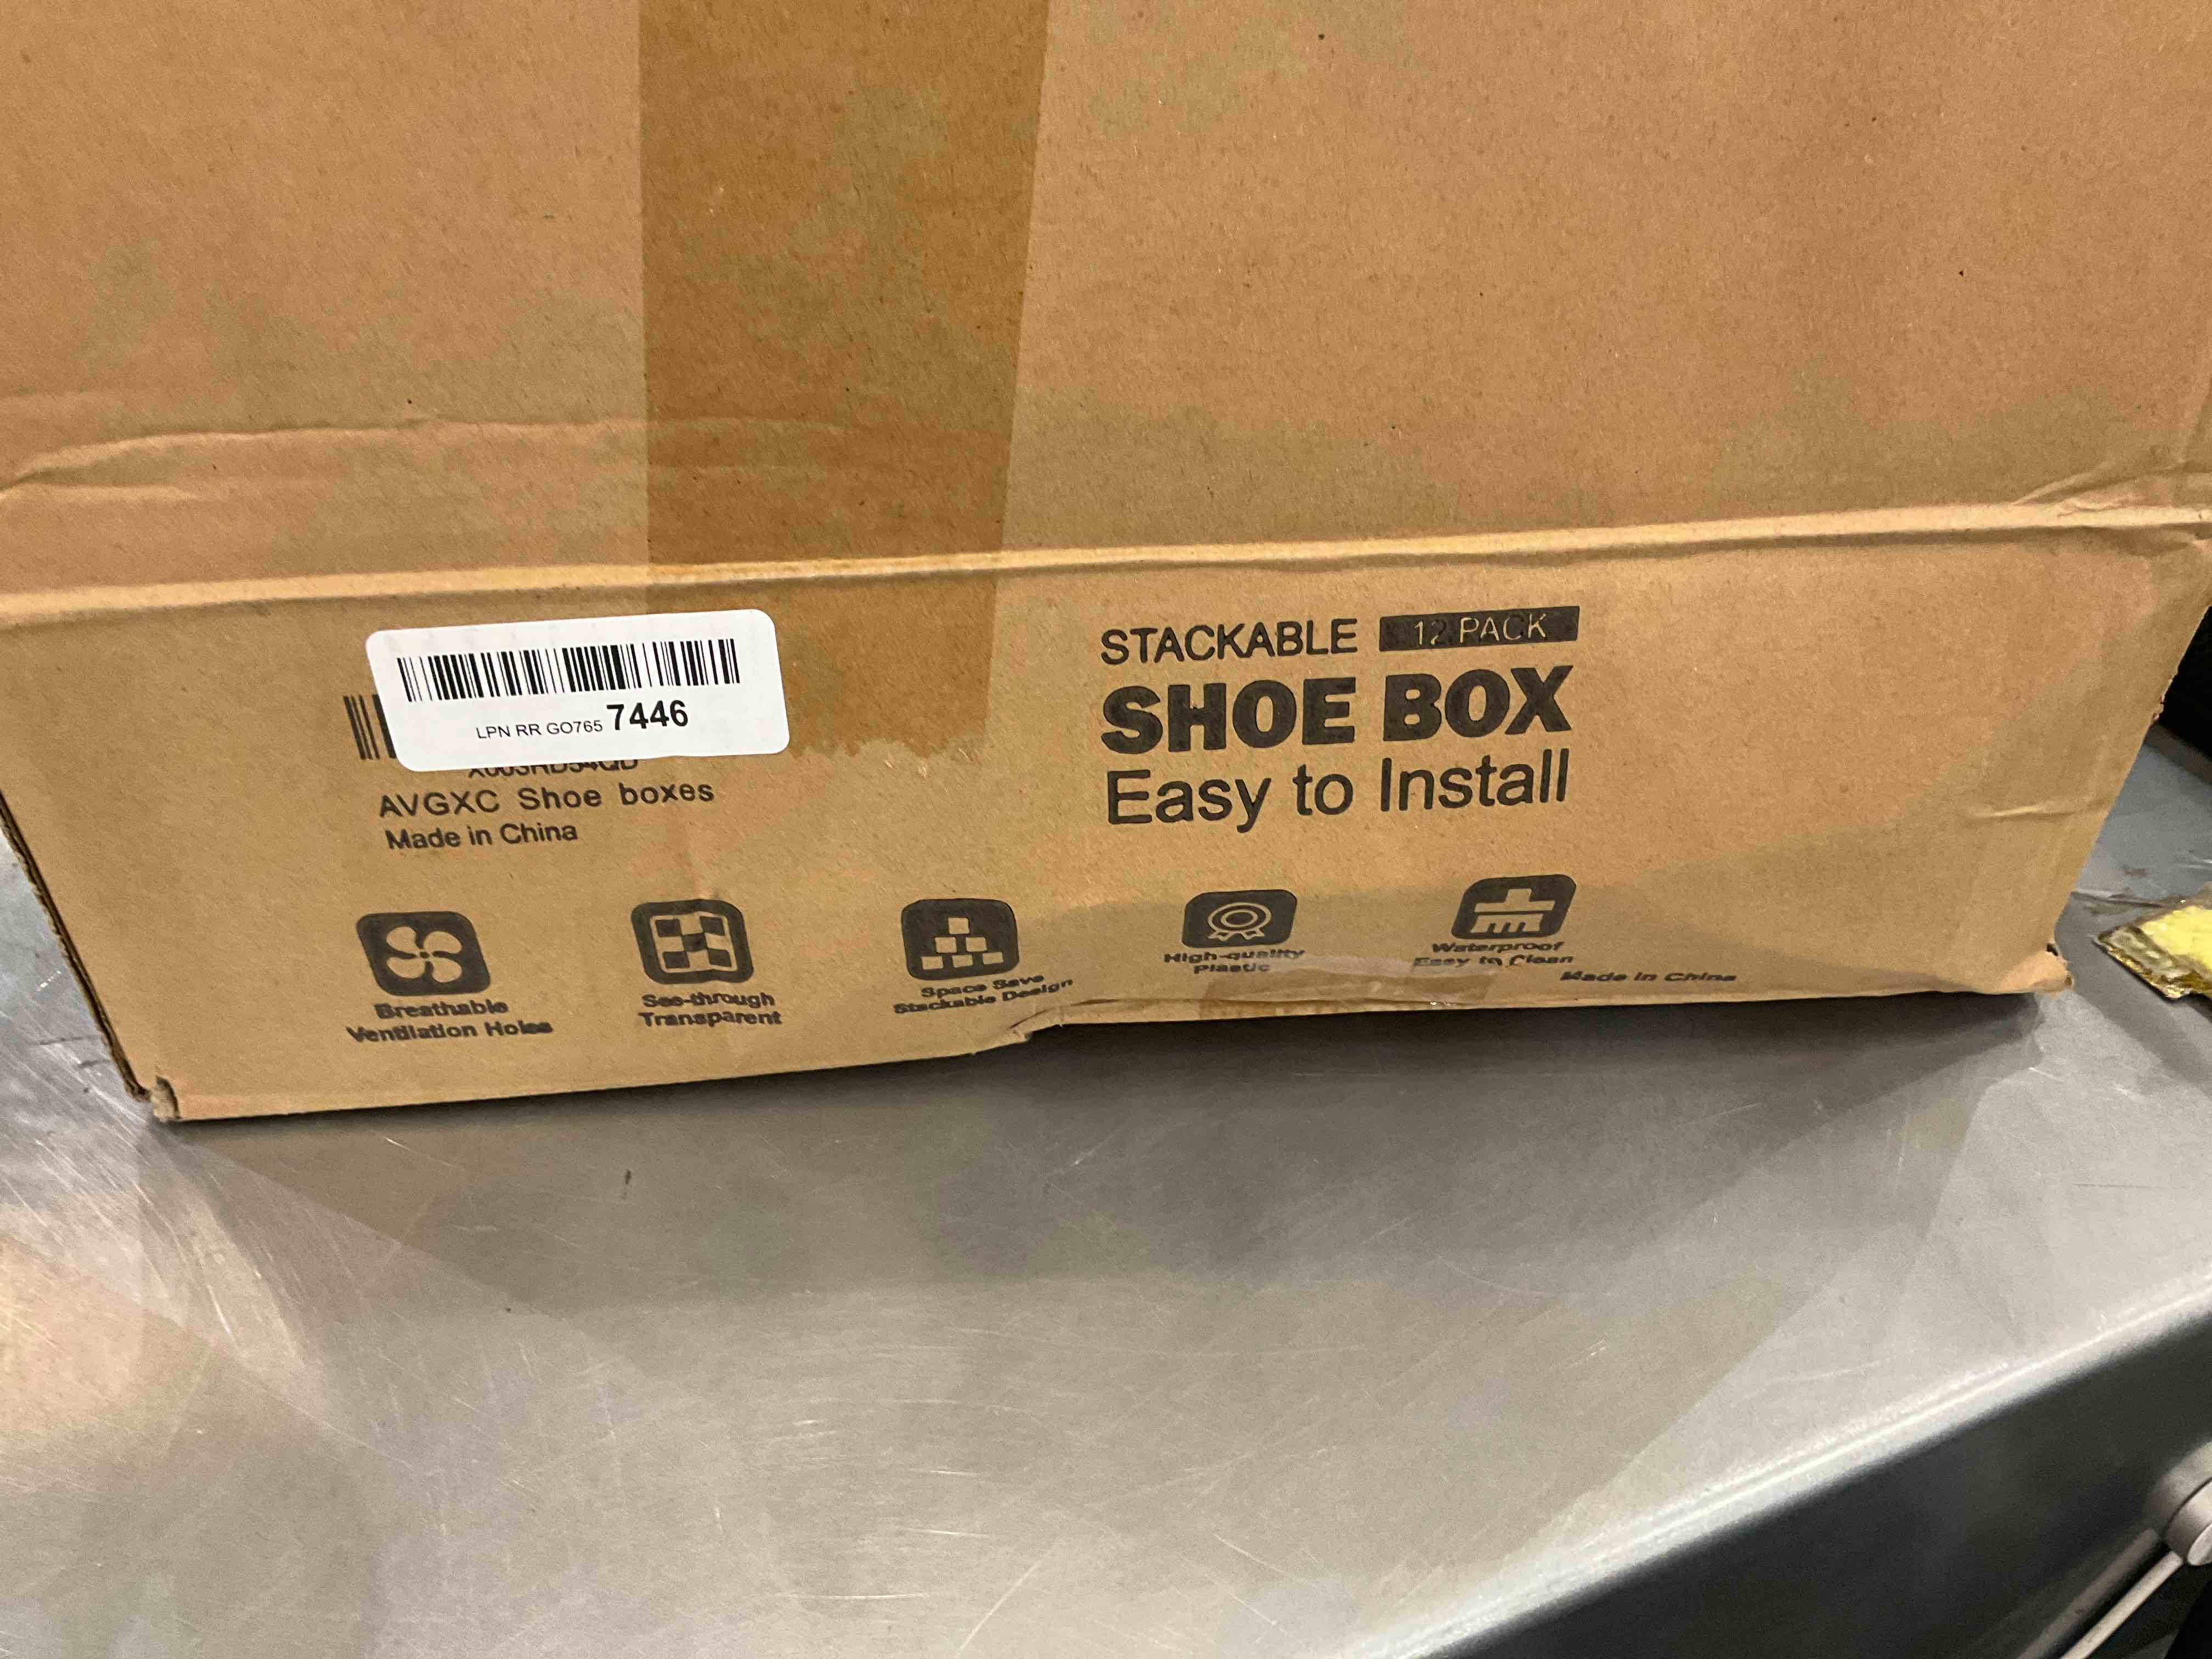 LPN RR GO765 7446
AVGXC Shoe boxes
Made in China
STACKABLE 12 PACK
SHOE BOX
Easy to Install
Breathable
Ventilation Holes
See-through
Transparent
Space Save
Stackable Design
High-quality
Plastic
Waterproof
Easy to Clean
Made in China